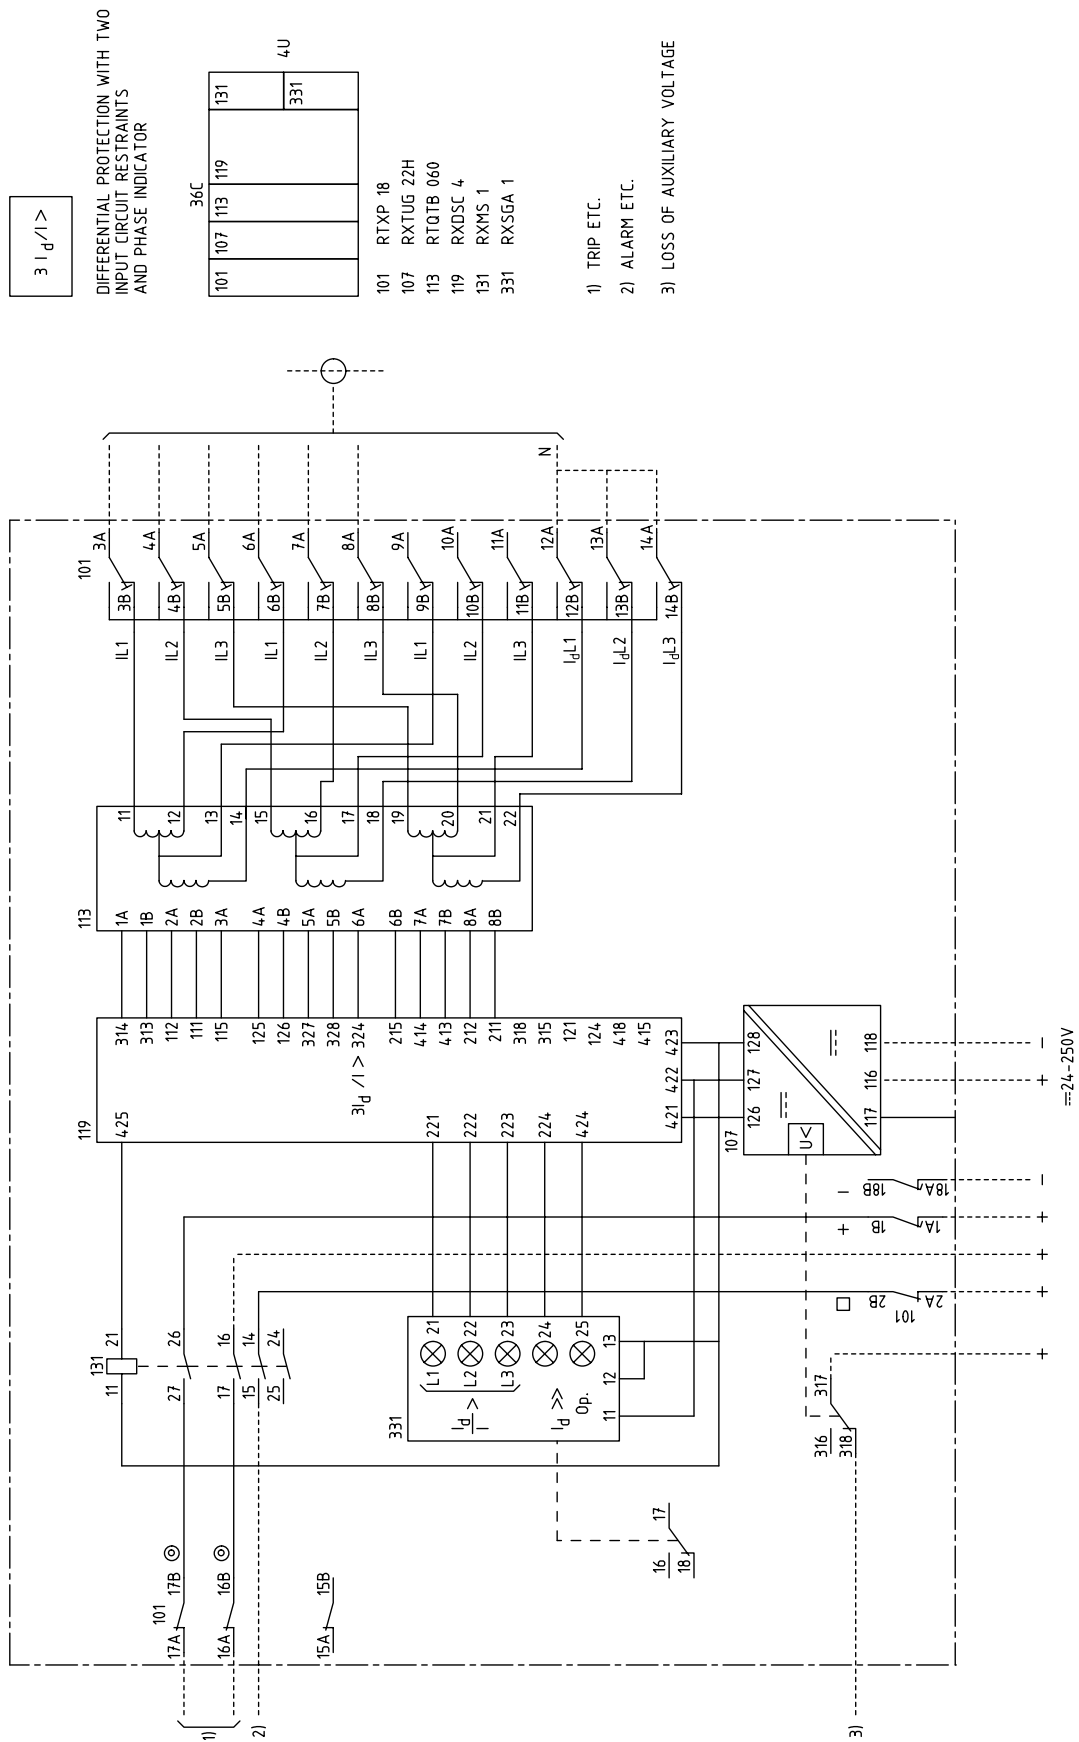 3 Id/I >
DIFFERENTIAL PROTECTION WITH TWO
INPUT CIRCUIT RESTRAINTS
AND PHASE INDICATOR
36C
4U
101
107
113
119
131
331
101 RTXP 18
107 RXTUG 22H
113 RTQTB 060
119 RXDSC 4
131 RXMS 1
331 RXSGA 1
1) TRIP ETC.
2) ALARM ETC.
3) LOSS OF AUXILIARY VOLTAGE
N
101
3A
4A
5A
6A
7A
8A
9A
10A
11A
12A
13A
14A
3B
4B
5B
6B
7B
8B
9B
10B
11B
12B
13B
14B
IL1
IL2
IL3
IL1
IL2
IL3
IL1
IL2
IL3
IdL1
IdL2
IdL3
11
12
13
14
15
16
17
18
19
20
21
22
113
1A
1B
2A
2B
3A
4A
4B
5A
5B
6A
6B
7A
7B
8A
8B
314
313
112
111
115
125
126
327
328
324
215
414
413
212
211
318
315
121
124
418
415
3Id /I >
119
425
221
222
223
224
424
421
422
423
107
126
127
128
U<
117
116
118
+
-
24-250V
- 18B 18A -
+ 1B 1A +
+
2B 2A +
101
+
131
21
11
26
27
16
17
14
15
24
25
331
L1 21
L2 22
L3 23
24
25
Id
I
>
Id >>
Op.
11
12
13
317
316
318
17
16
18
101
17A
17B
16A
16B
15A
15B
1)
2)
3)